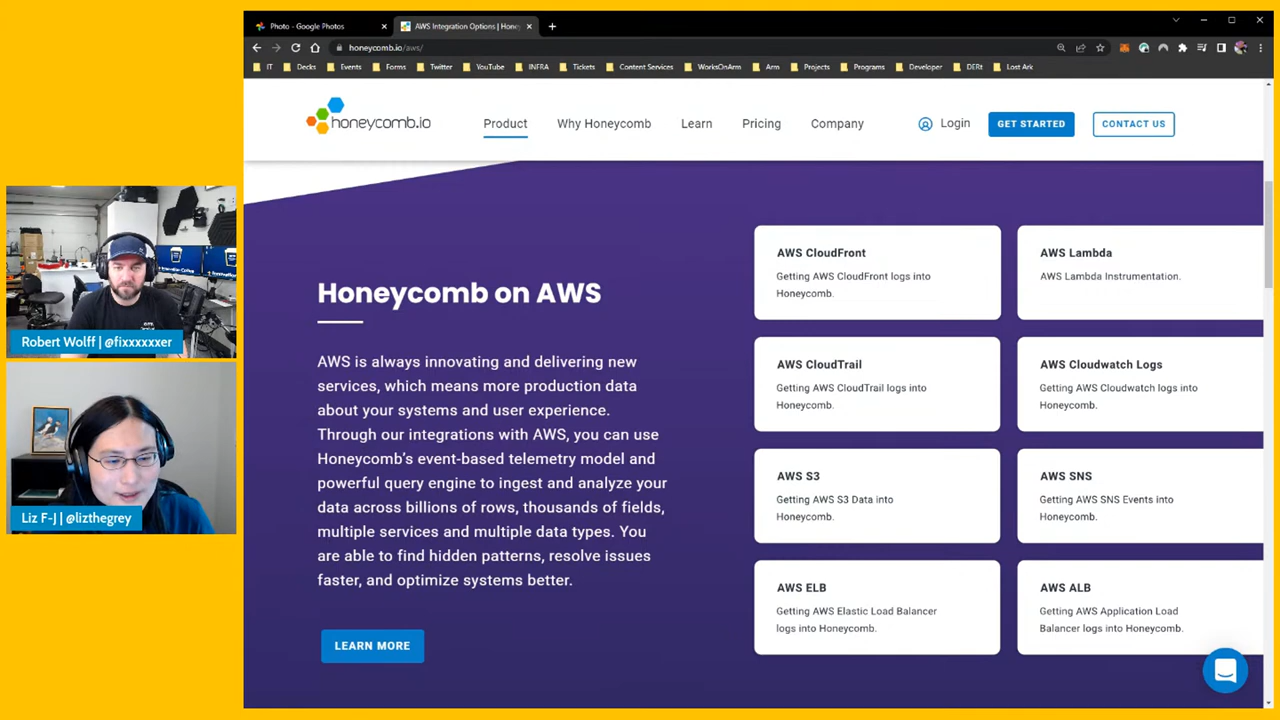 Photo - Google Photos
AWS Integration Options | Hone
honeycomb.io/aws/
IT
Decks
Events
Forms
Twitter
YouTube
INFRA
Tickets
Content Services
WorksOnArm
Arm
Projects
Programs
Developer
DERt
Lost Ark
honeycomb.io
Product
Why Honeycomb
Learn
Pricing
Company
Login
GET STARTED
CONTACT US
Honeycomb on AWS
AWS is always innovating and delivering new
services, which means more production data
about your systems and user experience.
Through our integrations with AWS, you can use
Honeycomb's event-based telemetry model and
powerful query engine to ingest and analyze your
data across billions of rows, thousands of fields,
multiple services and multiple data types. You
are able to find hidden patterns, resolve issues
faster, and optimize systems better.
LEARN MORE
AWS CloudFront
Getting AWS CloudFront logs into
Honeycomb.
AWS Lambda
AWS Lambda Instrumentation.
AWS CloudTrail
Getting AWS CloudTrail logs into
Honeycomb.
AWS Cloudwatch Logs
Getting AWS Cloudwatch logs into
Honeycomb.
AWS S3
Getting AWS S3 Data into
Honeycomb.
AWS SNS
Getting AWS SNS Events into
Honeycomb.
AWS ELB
Getting AWS Elastic Load Balancer
logs into Honeycomb.
AWS ALB
Getting AWS Application Load
Balancer logs into Honeycomb.
Robert Wolff | @fixxxxxxer
Liz F-J | @lizthegrey